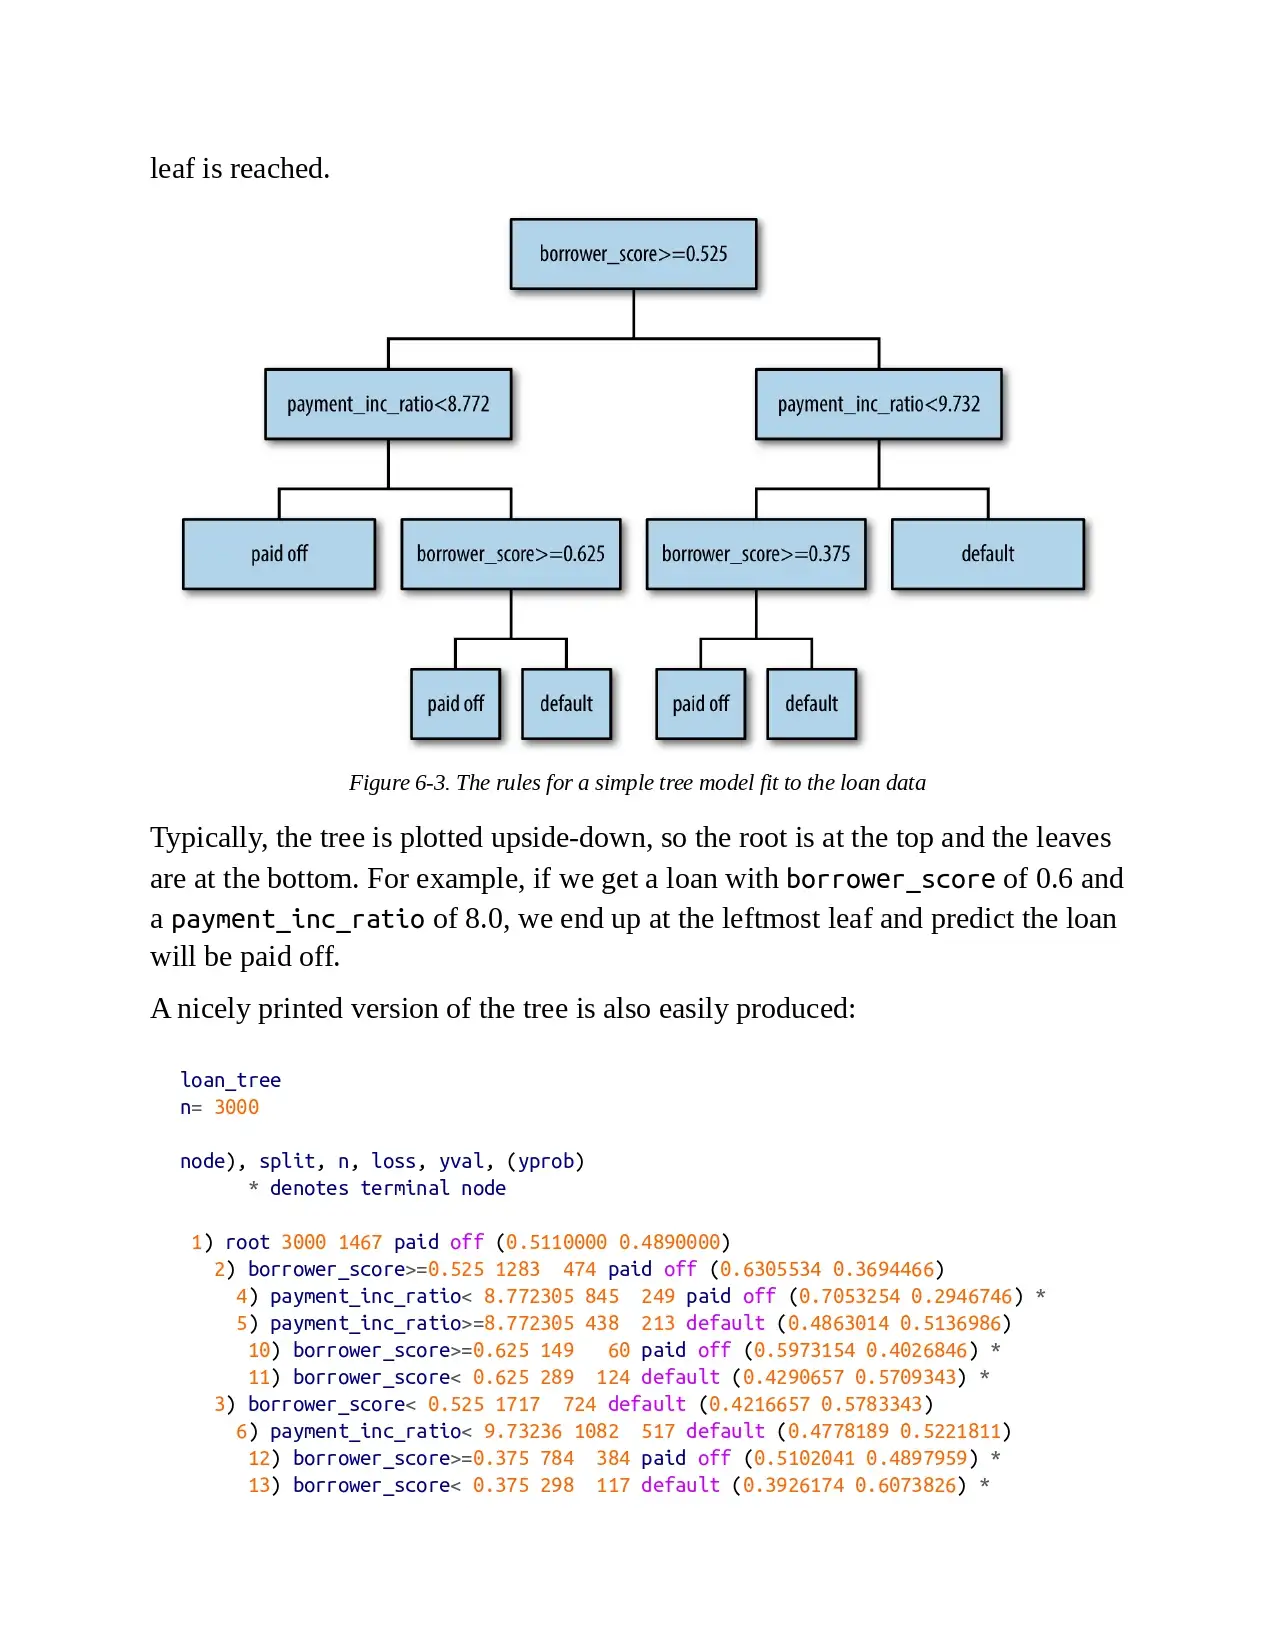 leaf is reached.
borrower_score>=0.525
payment_inc_ratio<8.772
payment_inc_ratio<9.732
paid off
borrower_score>=0.625
borrower_score>=0.375
default
paid off
default
paid off
default
Figure 6-3. The rules for a simple tree model fit to the loan data
Typically, the tree is plotted upside-down, so the root is at the top and the leaves
are at the bottom. For example, if we get a loan with borrower_score of 0.6 and
a payment_inc_ratio of 8.0, we end up at the leftmost leaf and predict the loan
will be paid off.
A nicely printed version of the tree is also easily produced:
loan_tree
n= 3000
node), split, n, loss, yval, (yprob)
* denotes terminal node
1) root 3000 1467 paid off (0.5110000 0.4890000)
2) borrower_score>=0.525 1283  474 paid off (0.6305534 0.3694466)
4) payment_inc_ratio< 8.772305 845  249 paid off (0.7053254 0.2946746) *
5) payment_inc_ratio>=8.772305 438  213 default (0.4863014 0.5136986)
10) borrower_score>=0.625 149   60 paid off (0.5973154 0.4026846) *
11) borrower_score< 0.625 289  124 default (0.4290657 0.5709343) *
3) borrower_score< 0.525 1717  724 default (0.4216657 0.5783343)
6) payment_inc_ratio< 9.73236 1082  517 default (0.4778189 0.5221811)
12) borrower_score>=0.375 784  384 paid off (0.5102041 0.4897959) *
13) borrower_score< 0.375 298  117 default (0.3926174 0.6073826) *